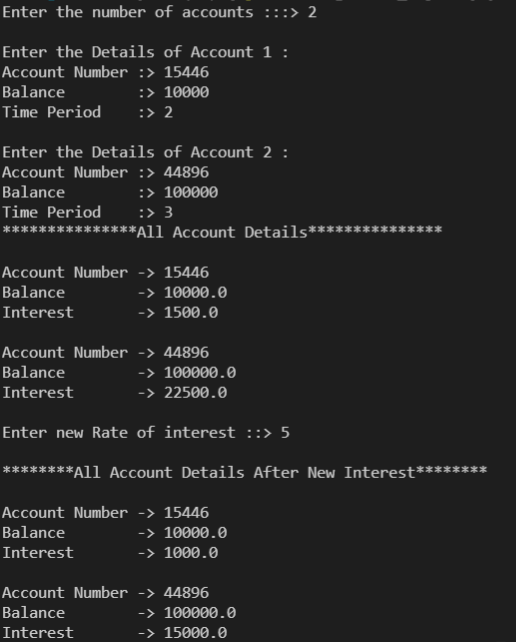 Enter the number of accounts :::> 2
Enter the Details of Account 1 :
Account Number :> 15446
Balance        :> 10000
Time Period    :> 2
Enter the Details of Account 2 :
Account Number :> 44896
Balance        :> 100000
Time Period    :> 3
***************All Account Details***************
Account Number -> 15446
Balance        -> 10000.0
Interest       -> 1500.0
Account Number -> 44896
Balance        -> 100000.0
Interest       -> 22500.0
Enter new Rate of interest ::> 5
********All Account Details After New Interest********
Account Number -> 15446
Balance        -> 10000.0
Interest       -> 1000.0
Account Number -> 44896
Balance        -> 100000.0
Interest       -> 15000.0